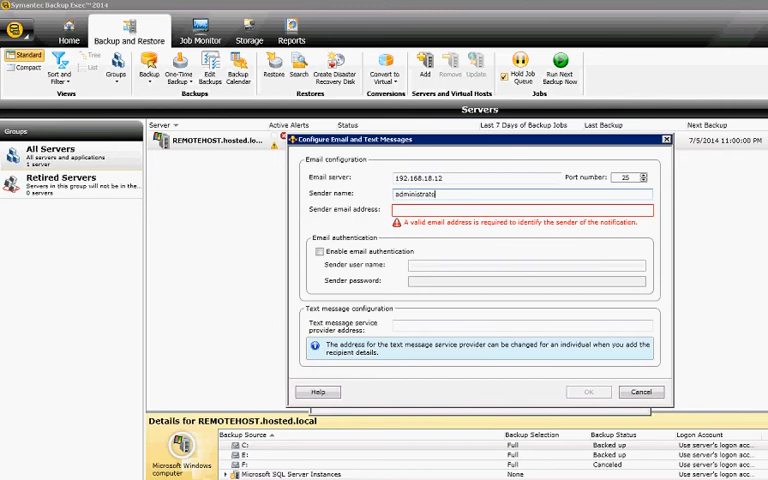 Symantec Backup Exec™ 2014
Home
Backup and Restore
Job Monitor
Storage
Reports
Standard
Compact
Sort and Filter
Tree
List
Groups
Views
Backup
One-Time Backup
Edit Backups
Backup Calendar
Backups
Restore
Search
Create Disaster Recovery Disk
Restores
Convert to Virtual
Conversions
Add
Remove
Update
Servers and Virtual Hosts
Hold Job Queue
Run Next Backup Now
Jobs
Servers
Groups
All Servers
All servers and applications
1 server
Retired Servers
Servers in this group will not be in the...
0 servers
Server
Active Alerts
Status
Last 7 Days of Backup Jobs
Last Backup
Next Backup
REMOTEHOST.hosted.lo...
7/5/2014 11:00:00 PM
Configure Email and Text Messages
Email configuration
Email server:
192.168.18.12
Port number:
25
Sender name:
administrato
Sender email address:
A valid email address is required to identify the sender of the notification.
Email authentication
Enable email authentication
Sender user name:
Sender password:
Text message configuration
Text message service provider address:
The address for the text message service provider can be changed for an individual when you add the
recipient details.
Help
OK
Cancel
Details for REMOTEHOST.hosted.local
Microsoft Windows
computer
Backup Source
Backup Selection
Backup Status
Logon Account
C:
Full
Backed up
Use server's logon acc...
E:
Full
Backed up
Use server's logon acc...
F:
Full
Canceled
Use server's logon acc...
Microsoft SQL Server Instances
None
Use server's logon acc...